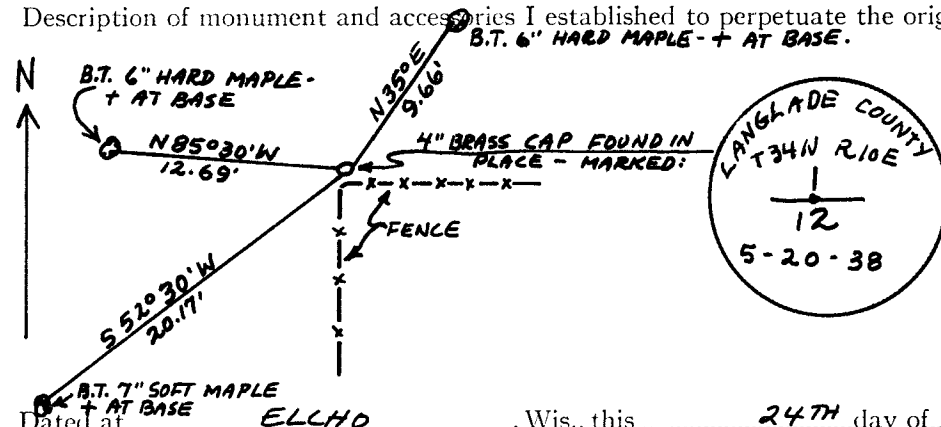 Description of monument and accessories I established to perpetuate the orig
B.T. 6" HARD MAPLE - + AT BASE.
N
B.T. 6" HARD MAPLE -
+ AT BASE
N 35° E
9.66'
N 85° 30' W
12.69'
4" BRASS CAP FOUND IN
PLACE - MARKED:
LANGLADE COUNTY
T34N R10E
12
5-20-38
FENCE
S 52° 30' W
20.17'
B.T. 7" SOFT MAPLE
+ AT BASE
Dated at ELCHO, Wis., this 24TH day of